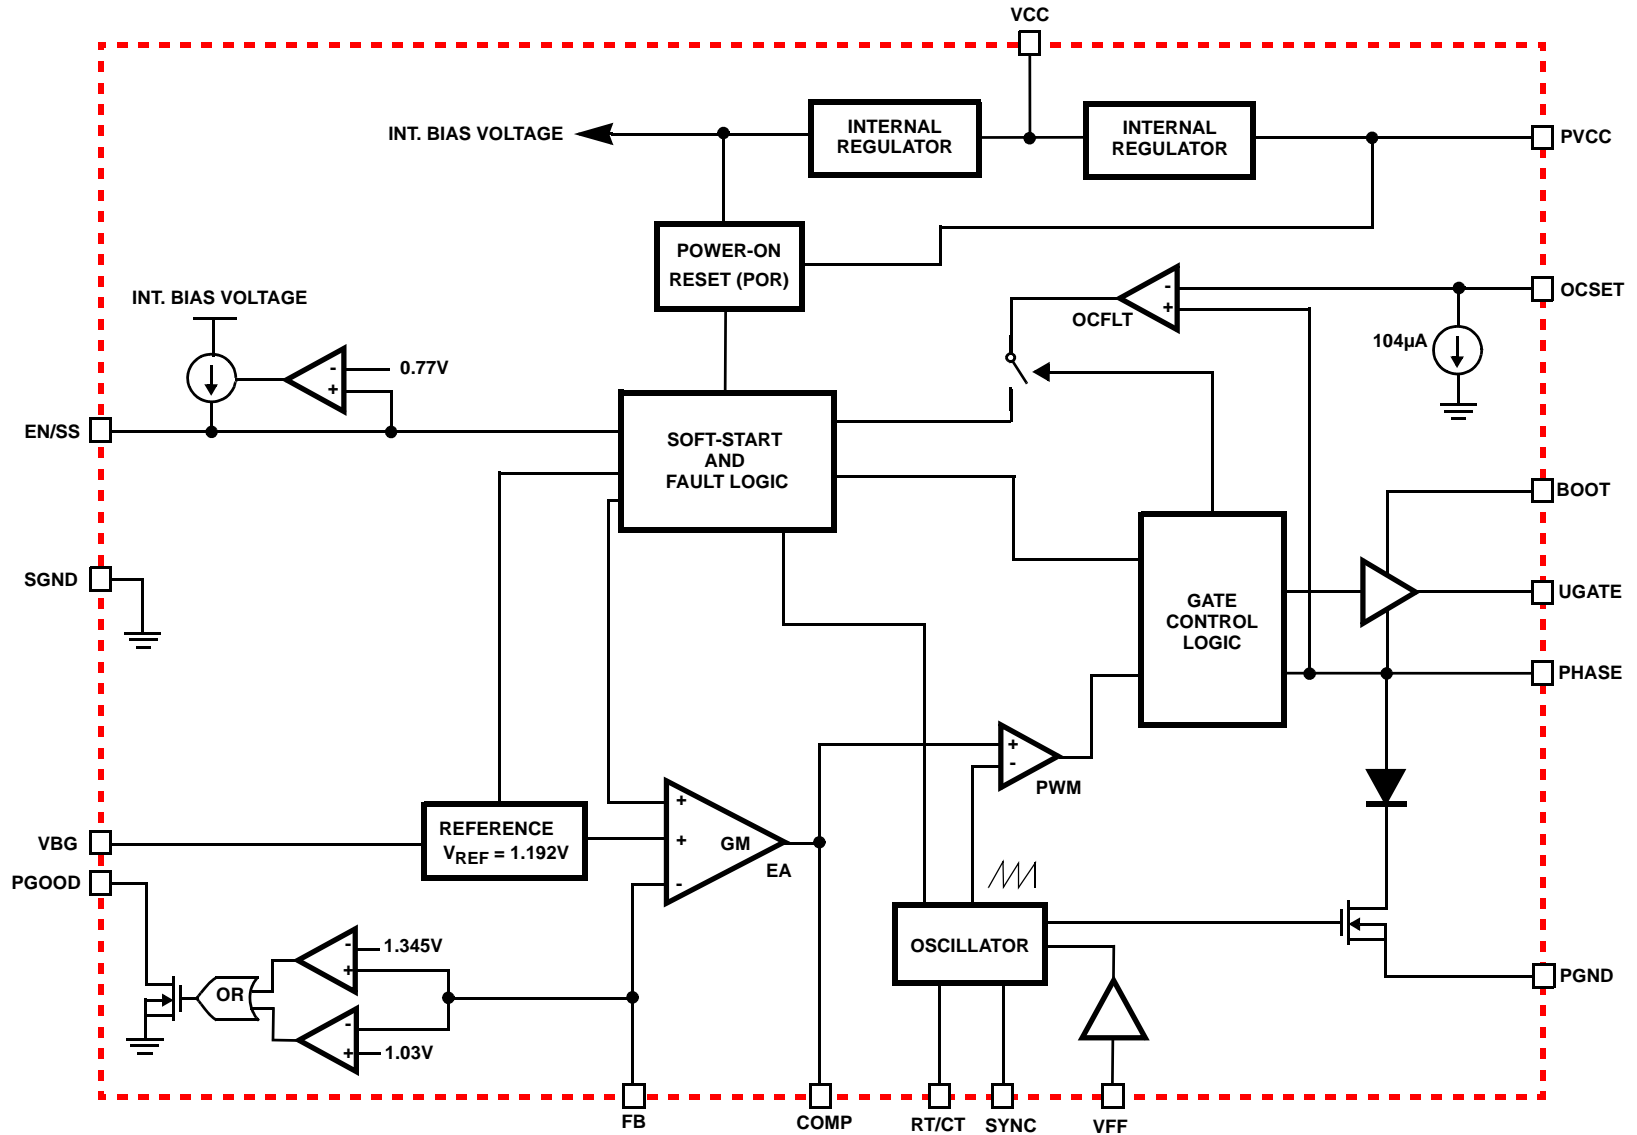 VCC
INT. BIAS VOLTAGE
INTERNAL
REGULATOR
INTERNAL
REGULATOR
PVCC
POWER-ON
RESET (POR)
INT. BIAS VOLTAGE
-
+
OCFLT
OCSET
104µA
-
+
0.77V
EN/SS
SOFT-START
AND
FAULT LOGIC
BOOT
SGND
GATE
CONTROL
LOGIC
UGATE
PHASE
+
-
PWM
VBG
REFERENCE
VREF = 1.192V
+
+
-
GM
EA
PGOOD
-
+
1.345V
OR
-
+
1.03V
OSCILLATOR
PGND
FB
COMP
RT/CT
SYNC
VFF